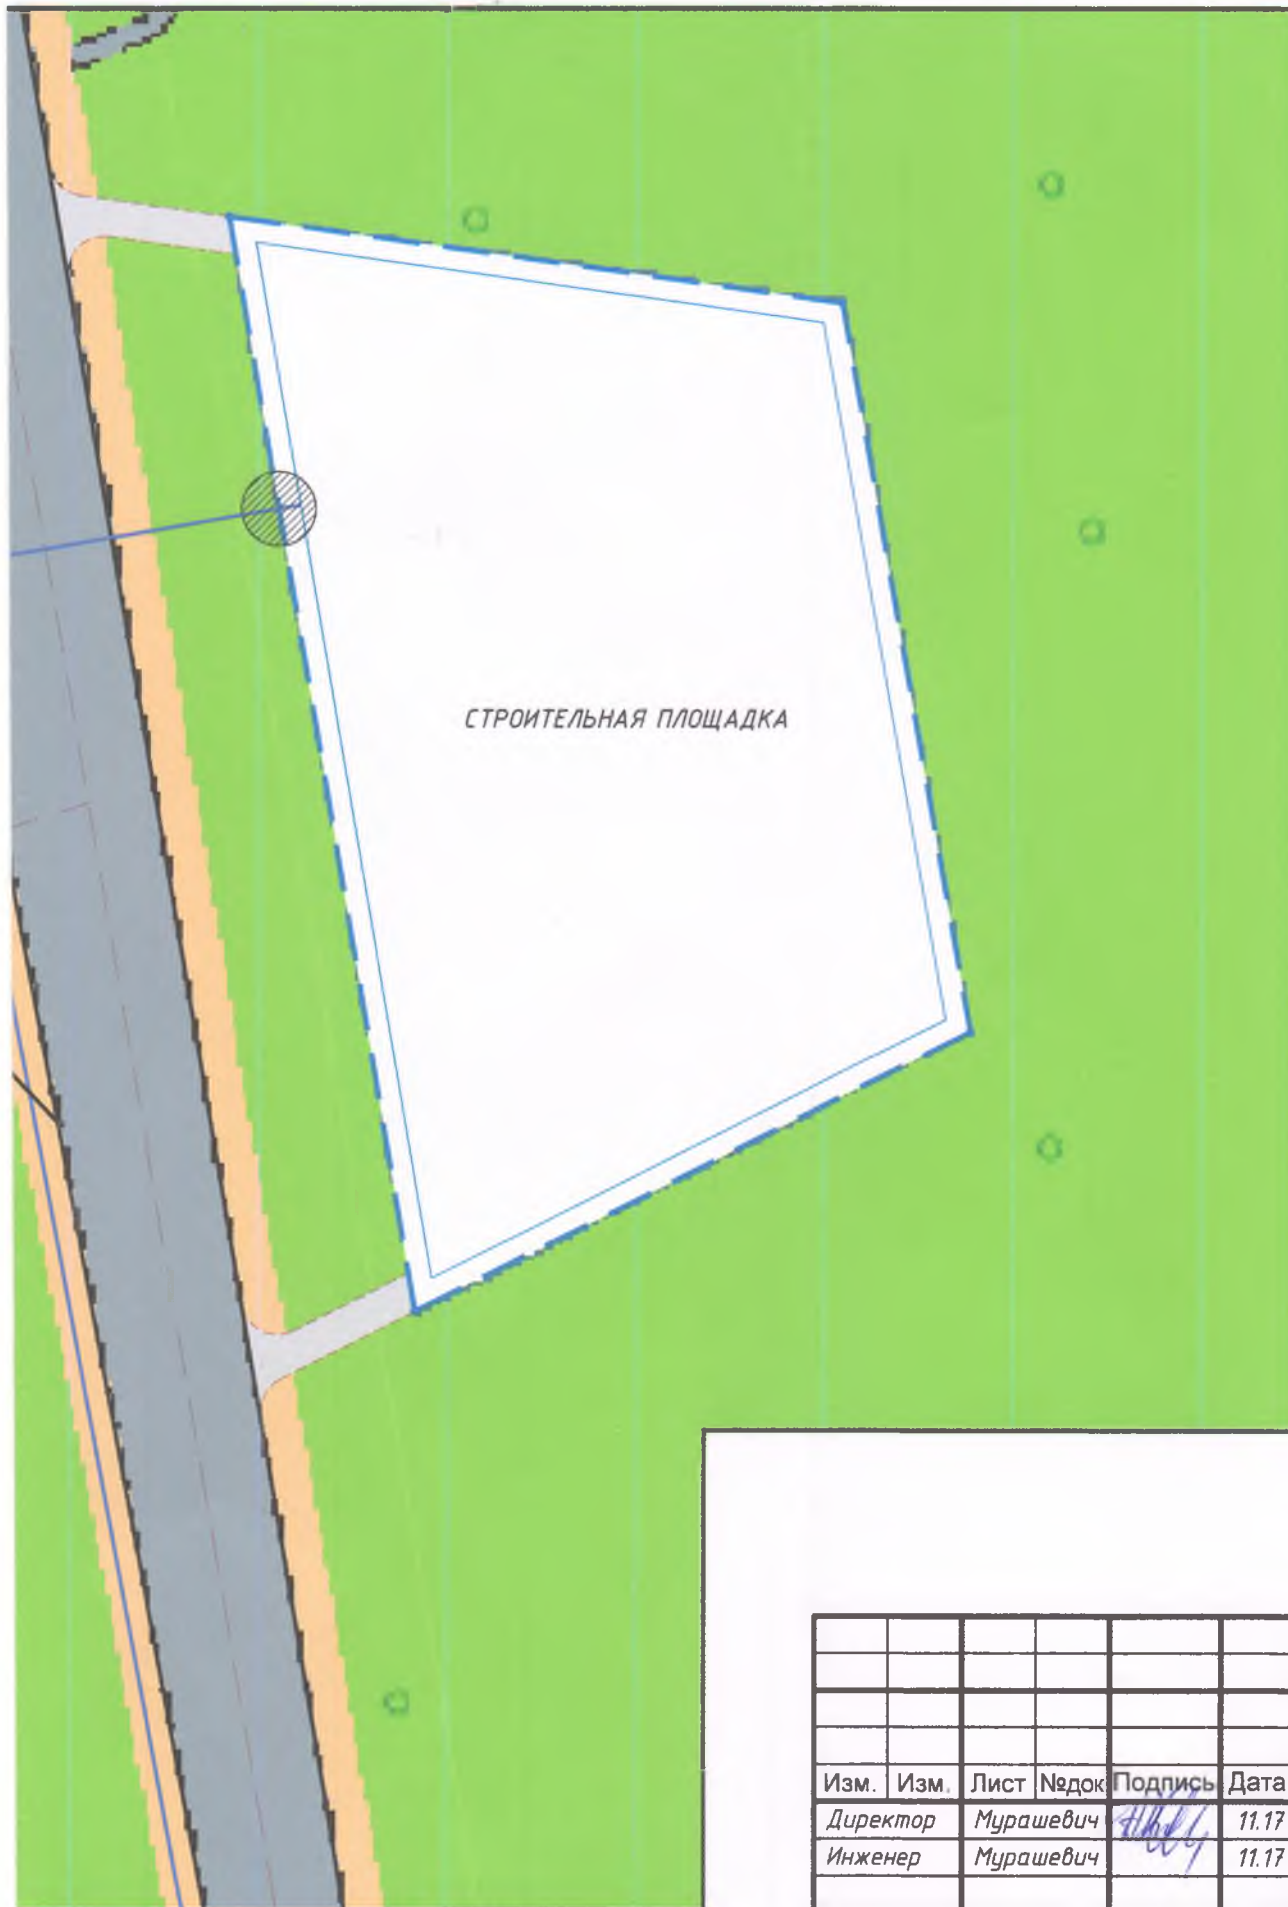 СТРОИТЕЛЬНАЯ ПЛОЩАДКА
Изм. Изм. Лист №док Подпись Дата
Директор Мурашевич 11.17
Инженер Мурашевич 11.17